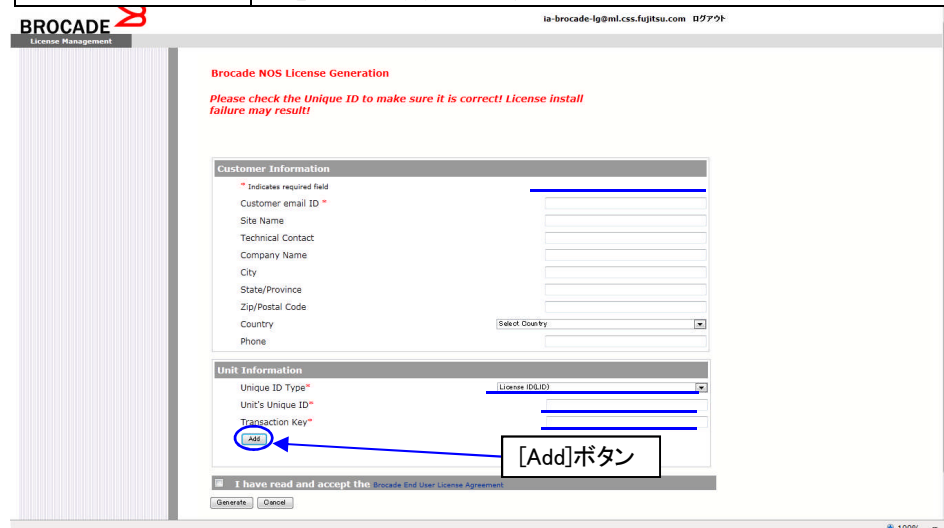 ia-brocade-lg@ml.css.fujitsu.com ログアウト
BROCADE
License Management
Brocade NOS License Generation
Please check the Unique ID to make sure it is correct! License install
failure may result!
Customer Information
* Indicates required field
Customer email ID *
Site Name
Technical Contact
Company Name
City
State/Province
Zip/Postal Code
Country Select Country
Phone
Unit Information
Unique ID Type* License ID(LID)
Unit's Unique ID*
Transaction Key*
Add
[Add]ボタン
I have read and accept the Brocade End User License Agreement
Generate Cancel
100%